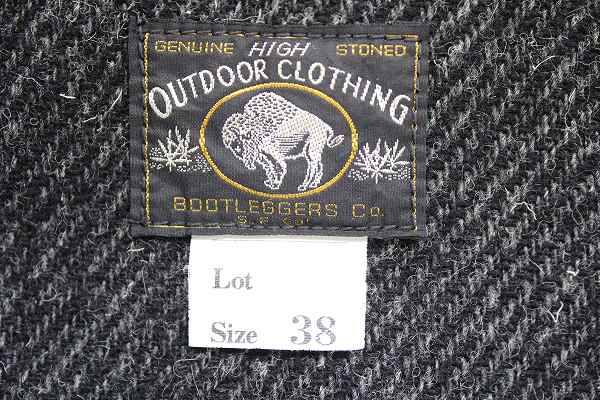 GENUINE HIGH STONED
OUTDOOR CLOTHING
BOOTLEGGERS Co.
Lot
Size 38